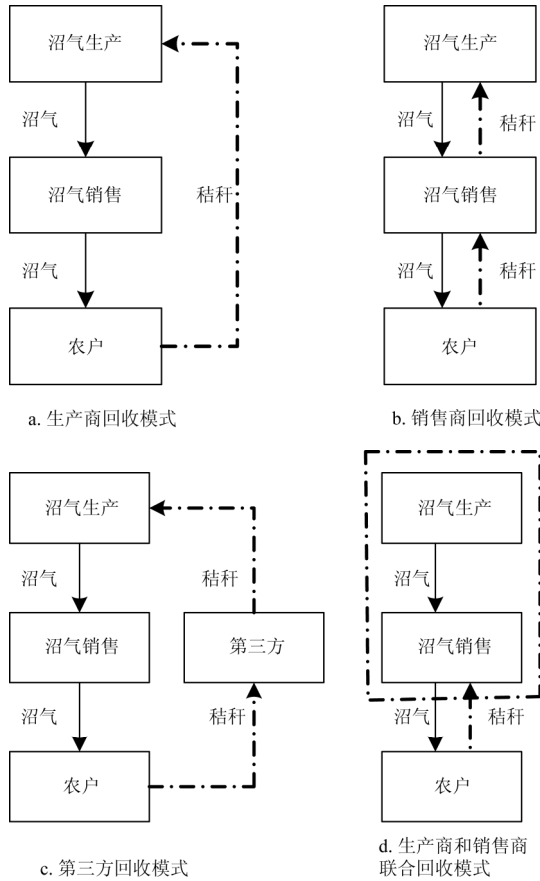 沼气生产
沼气
沼气销售
秸秆
沼气
农户
a. 生产商回收模式
沼气生产
沼气
秸秆
沼气销售
沼气
秸秆
农户
b. 销售商回收模式
沼气生产
沼气
秸秆
沼气销售
第三方
沼气
秸秆
农户
c. 第三方回收模式
沼气生产
沼气
沼气销售
沼气
秸秆
农户
d. 生产商和销售商
联合回收模式